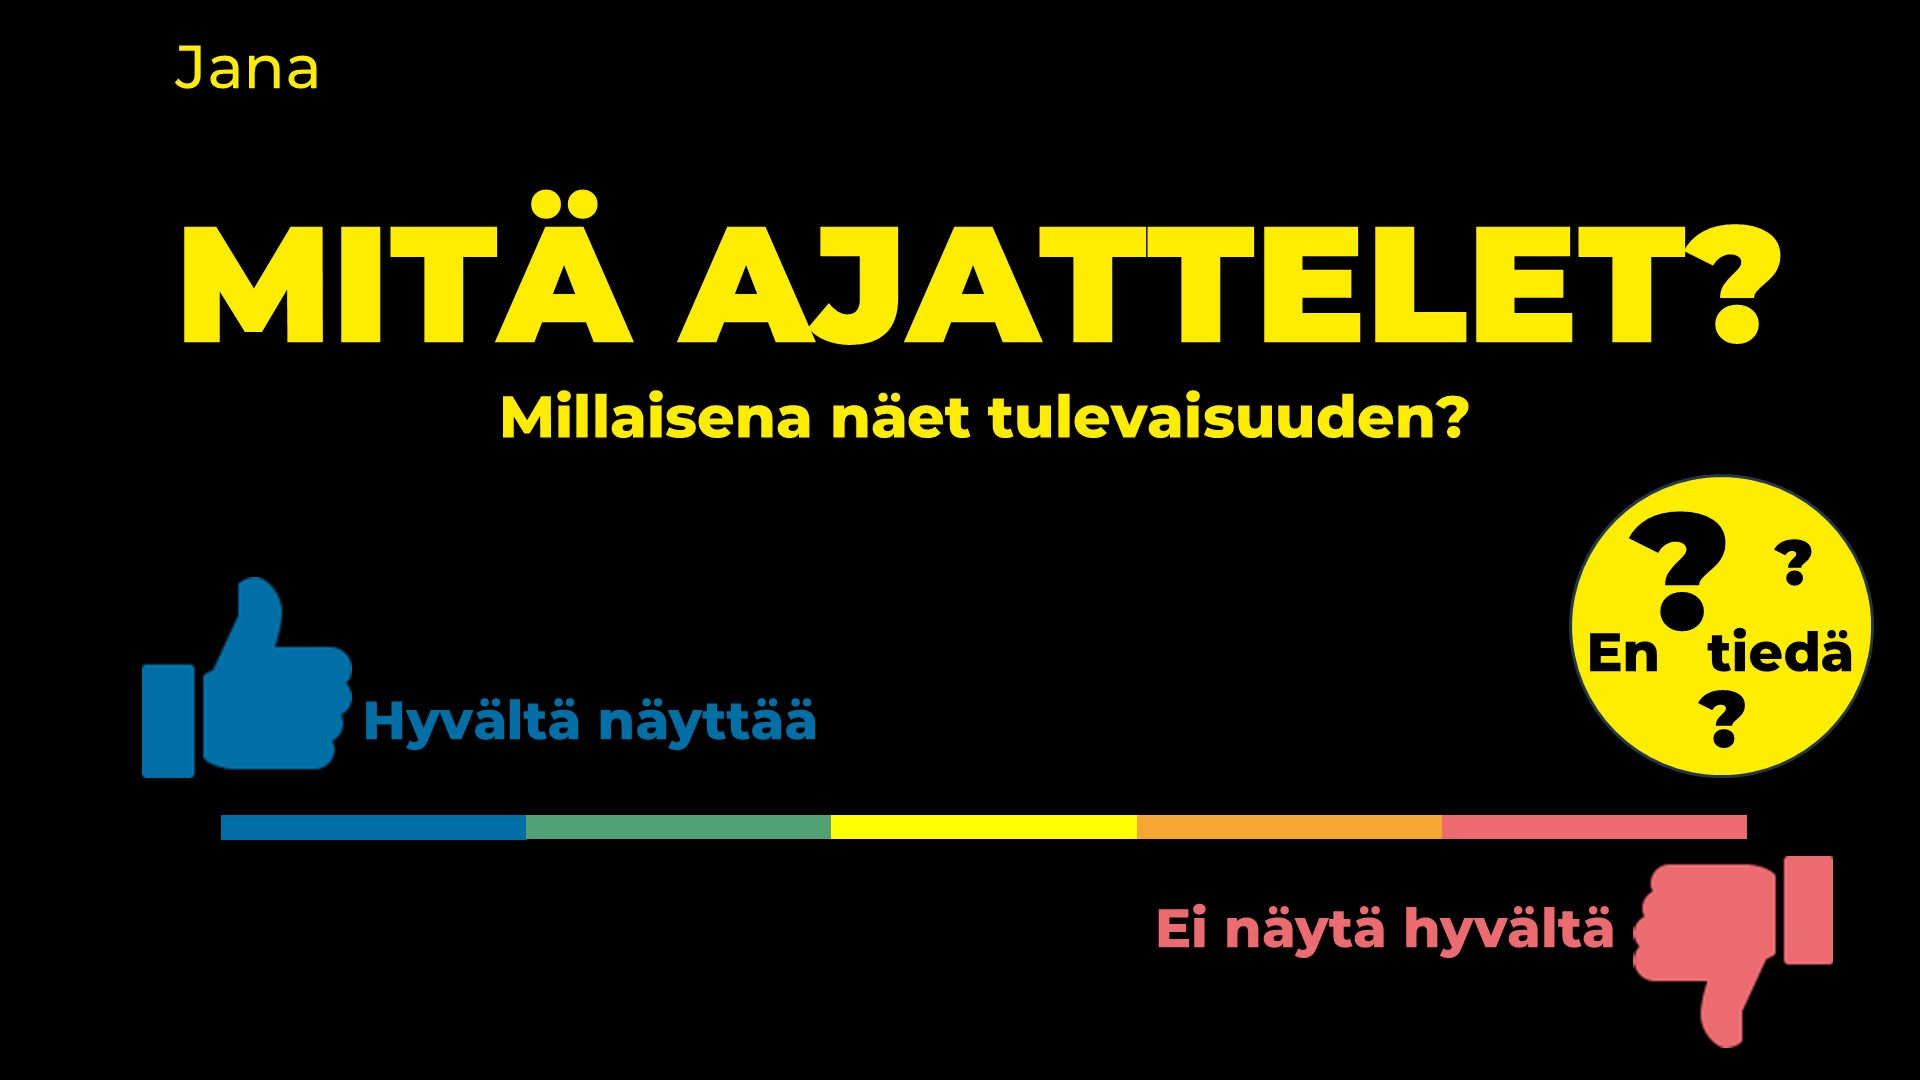 Jana
MITÄ AJATTELET?
Millaisena näet tulevaisuuden?
? ?
En tiedä
?
Hyvältä näyttää
Ei näytä hyvältä